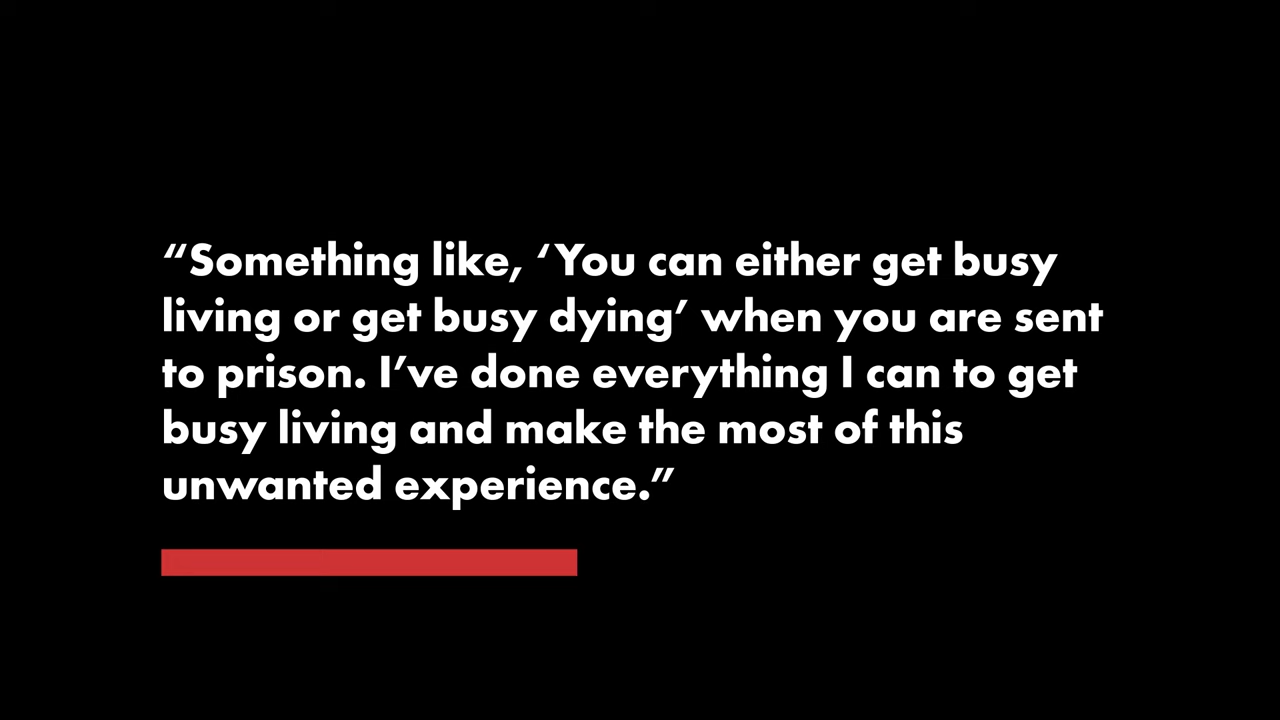 “Something like, ‘You can either get busy
living or get busy dying’ when you are sent
to prison. I’ve done everything I can to get
busy living and make the most of this
unwanted experience.”